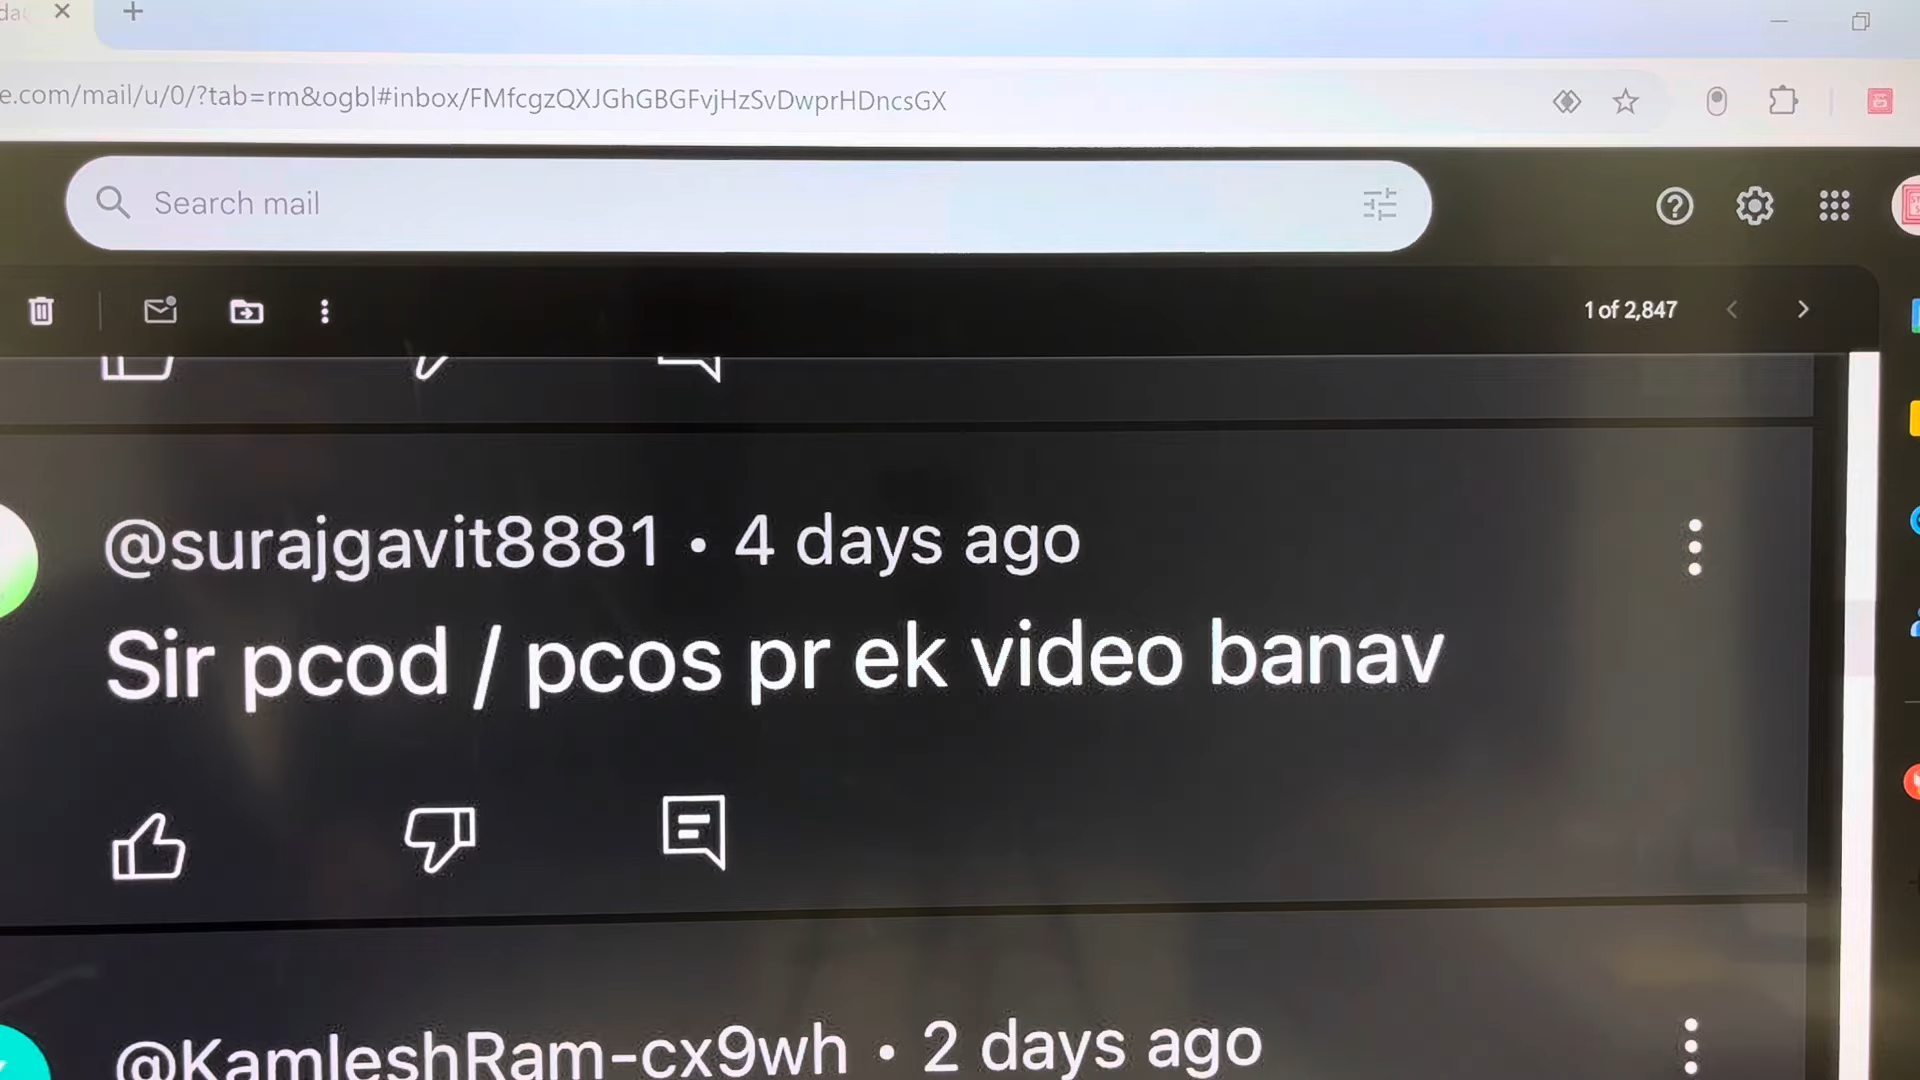 e.com/mail/u/0/?tab=rm&ogbl#inbox/FMfcgzQXJGhGBGFvjHzSvDwprHDncsGX
Search mail
1 of 2,847
@surajgavit8881 • 4 days ago
Sir pcod / pcos pr ek video banav
@KamleshRam-cx9wh • 2 days ago